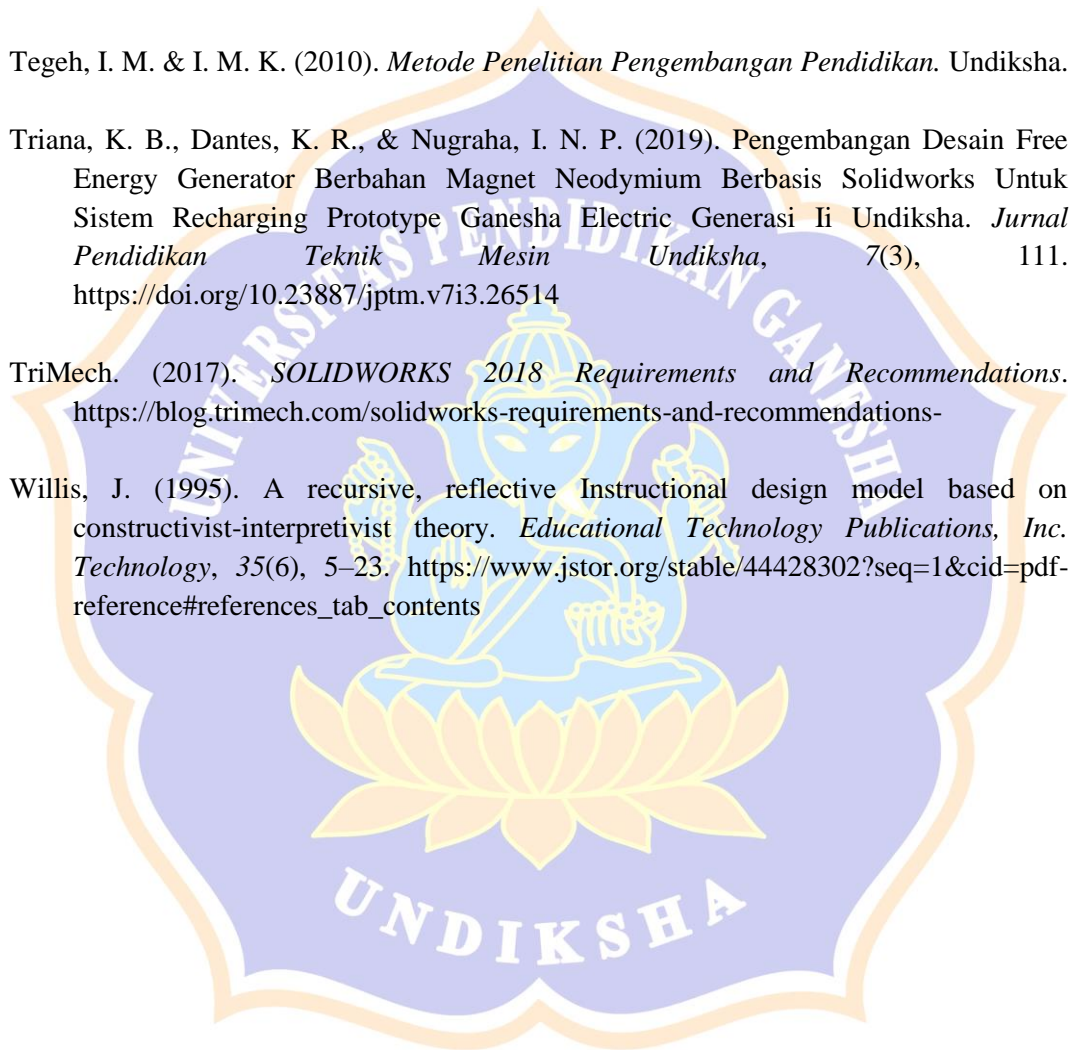 Tegeh, I. M. & I. M. K. (2010). Metode Penelitian Pengembangan Pendidikan. Undiksha.
Triana, K. B., Dantes, K. R., & Nugraha, I. N. P. (2019). Pengembangan Desain Free
Energy Generator Berbahan Magnet Neodymium Berbasis Solidworks Untuk
Sistem Recharging Prototype Ganesha Electric Generasi Ii Undiksha. Jurnal
Pendidikan Teknik Mesin Undiksha, 7(3), 111.
https://doi.org/10.23887/jptm.v7i3.26514
TriMech. (2017). SOLIDWORKS 2018 Requirements and Recommendations.
https://blog.trimech.com/solidworks-requirements-and-recommendations-
Willis, J. (1995). A recursive, reflective Instructional design model based on
constructivist-interpretivist theory. Educational Technology Publications, Inc.
Technology, 35(6), 5–23. https://www.jstor.org/stable/44428302?seq=1&cid=pdf-
reference#references_tab_contents
UNIVERSITAS PENDIDIKAN GANESHA
UNDIKSHA